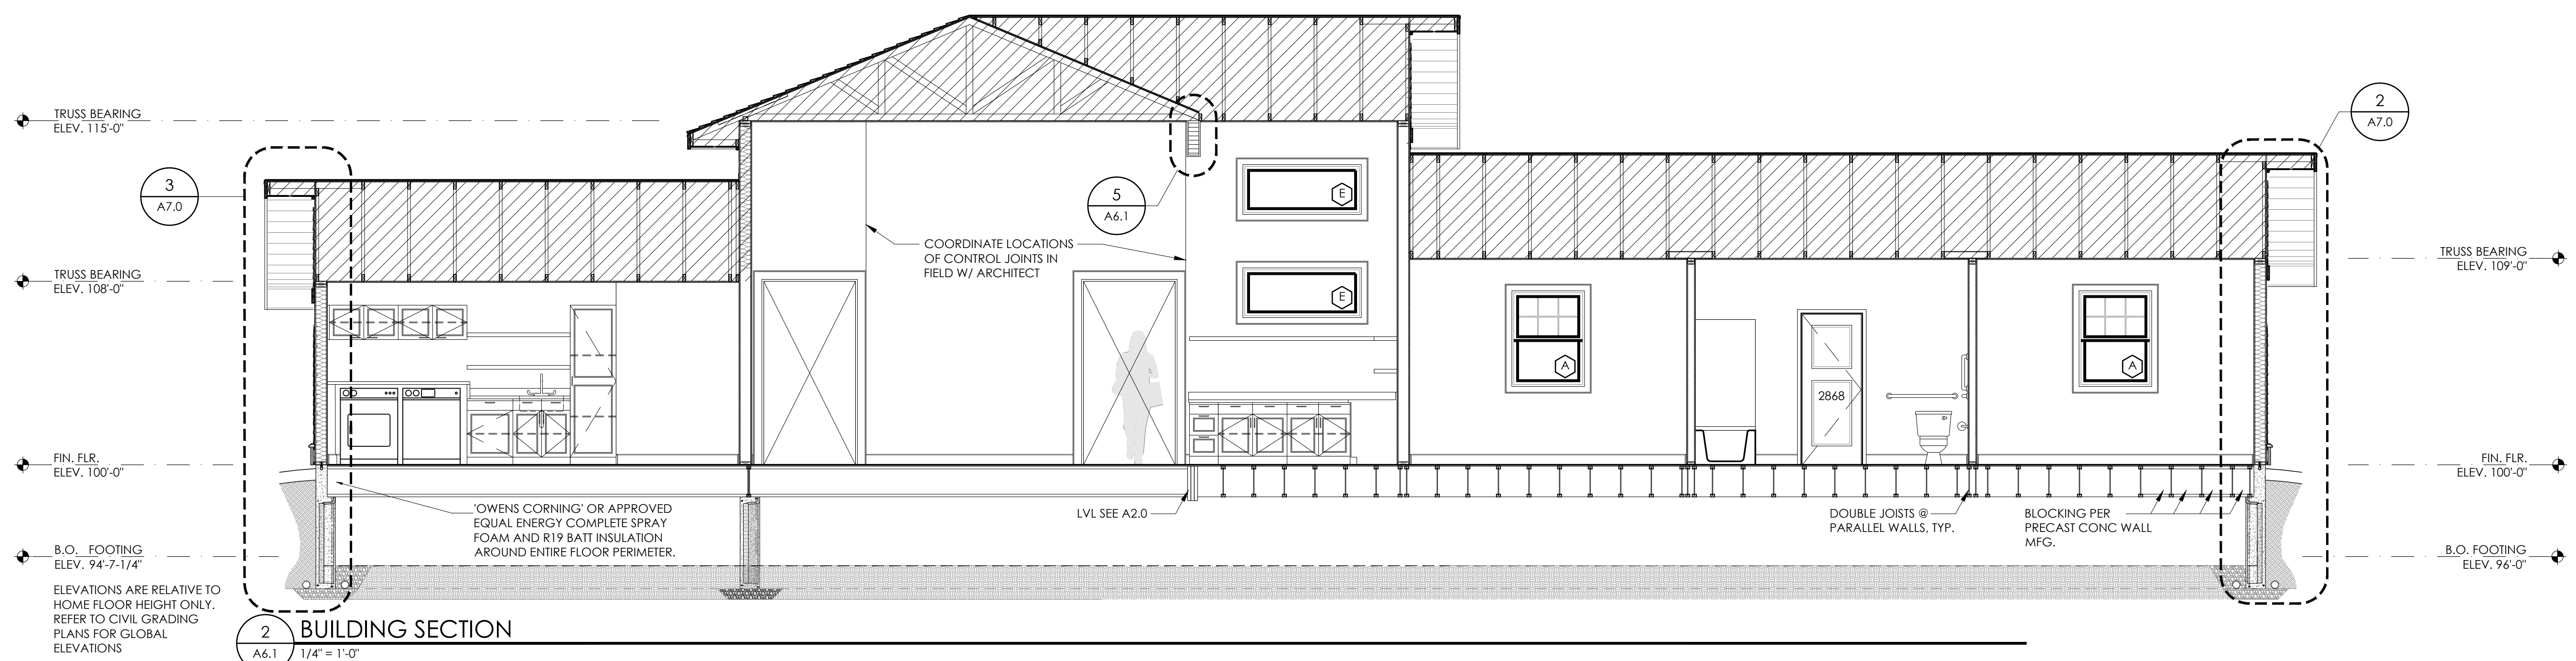 TRUSS BEARING
ELEV. 115'-0"
2
A7.0
3
A7.0
5
A6.1
E
COORDINATE LOCATIONS
OF CONTROL JOINTS IN
FIELD W/ ARCHITECT
TRUSS BEARING
ELEV. 109'-0"
TRUSS BEARING
ELEV. 108'-0"
E
A
A
2868
FIN. FLR.
ELEV. 100'-0"
FIN. FLR.
ELEV. 100'-0"
'OWENS CORNING' OR APPROVED
EQUAL ENERGY COMPLETE SPRAY
FOAM AND R19 BATT INSULATION
AROUND ENTIRE FLOOR PERIMETER.
LVL SEE A2.0
DOUBLE JOISTS @
PARALLEL WALLS, TYP.
BLOCKING PER
PRECAST CONC WALL
MFG.
B.O. FOOTING
ELEV. 94'-7-1/4"
B.O. FOOTING
ELEV. 96'-0"
ELEVATIONS ARE RELATIVE TO
HOME FLOOR HEIGHT ONLY.
REFER TO CIVIL GRADING
PLANS FOR GLOBAL
ELEVATIONS
2
A6.1
BUILDING SECTION
1/4" = 1'-0"